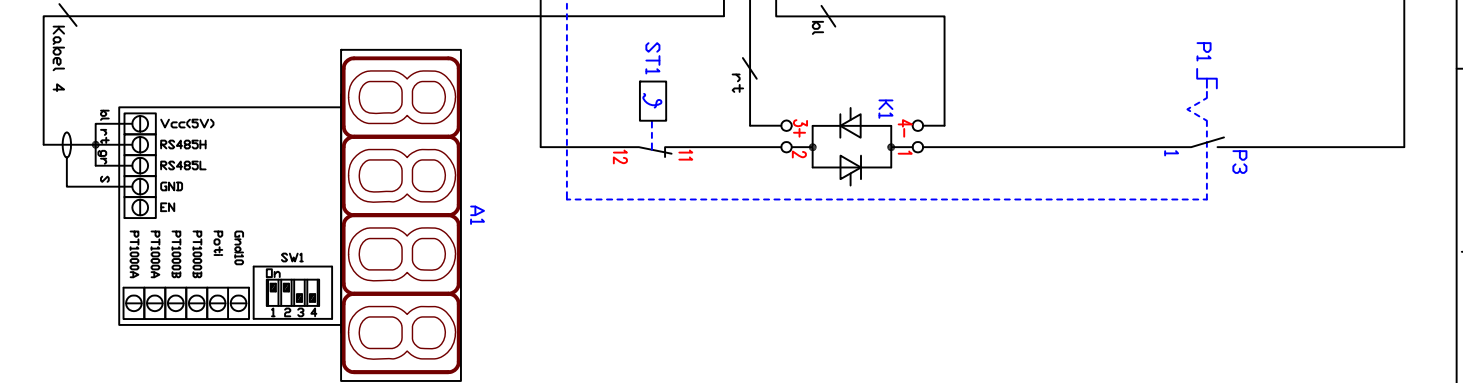 Kabel 4
bl
rt
gn
s
Vcc(5V)
RS485H
RS485L
GND
EN
PT1000A
PT1000A
PT1000B
PT1000B
Poti
Gnd10
SW1
On
1 2 3 4
A1
ST1
12
11
rt
bl
3+
2
K1
4-
1
P1
1
P3